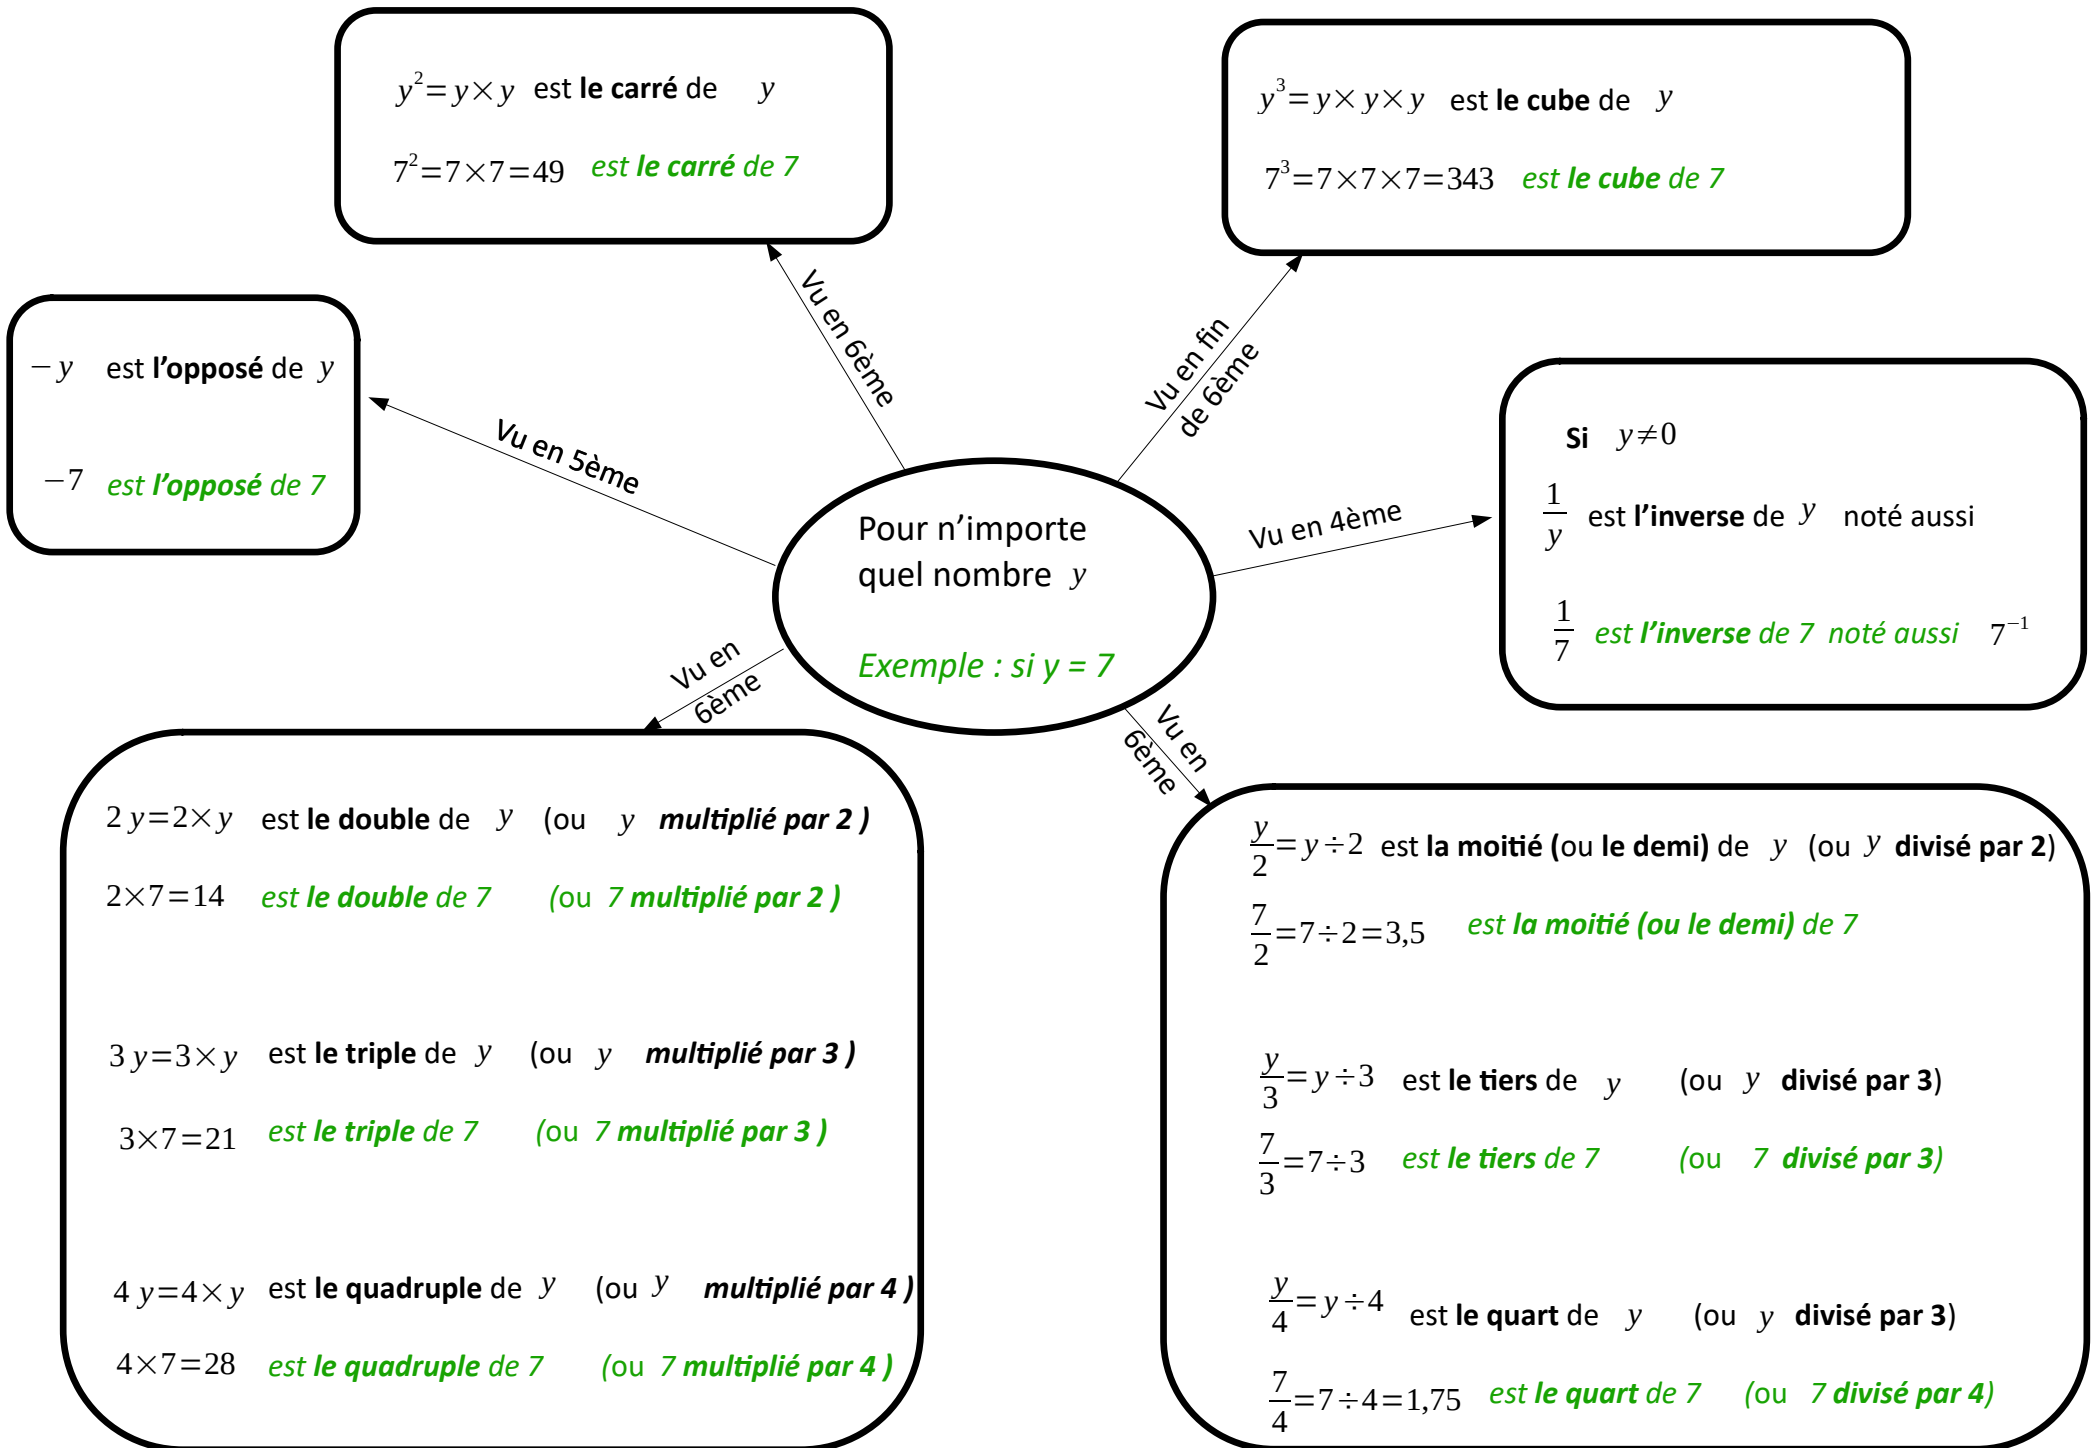 y² = y × y est le carré de y
7² = 7 × 7 = 49 est le carré de 7
y³ = y × y × y est le cube de y
7³ = 7 × 7 × 7 = 343 est le cube de 7
Vu en 6ème
Vu en fin
de 6ème
− y est l'opposé de y
−7 est l'opposé de 7
Vu en 5ème
Pour n’importe
quel nombre y
Exemple : si y = 7
Vu en 4ème
Si y ≠ 0
1/y est l’inverse de y noté aussi
1/7 est l’inverse de 7 noté aussi 7⁻¹
Vu en
6ème
Vu en
6ème
2 y = 2 × y est le double de y (ou y multiplié par 2 )
2 × 7 = 14 est le double de 7 (ou 7 multiplié par 2 )
3 y = 3 × y est le triple de y (ou y multiplié par 3 )
3 × 7 = 21 est le triple de 7 (ou 7 multiplié par 3 )
4 y = 4 × y est le quadruple de y (ou y multiplié par 4 )
4 × 7 = 28 est le quadruple de 7 (ou 7 multiplié par 4 )
y/2 = y ÷ 2 est la moitié (ou le demi) de y (ou y divisé par 2)
7/2 = 7 ÷ 2 = 3,5 est la moitié (ou le demi) de 7
y/3 = y ÷ 3 est le tiers de y (ou y divisé par 3)
7/3 = 7 ÷ 3 est le tiers de 7 (ou 7 divisé par 3)
y/4 = y ÷ 4 est le quart de y (ou y divisé par 3)
7/4 = 7 ÷ 4 = 1,75 est le quart de 7 (ou 7 divisé par 4)